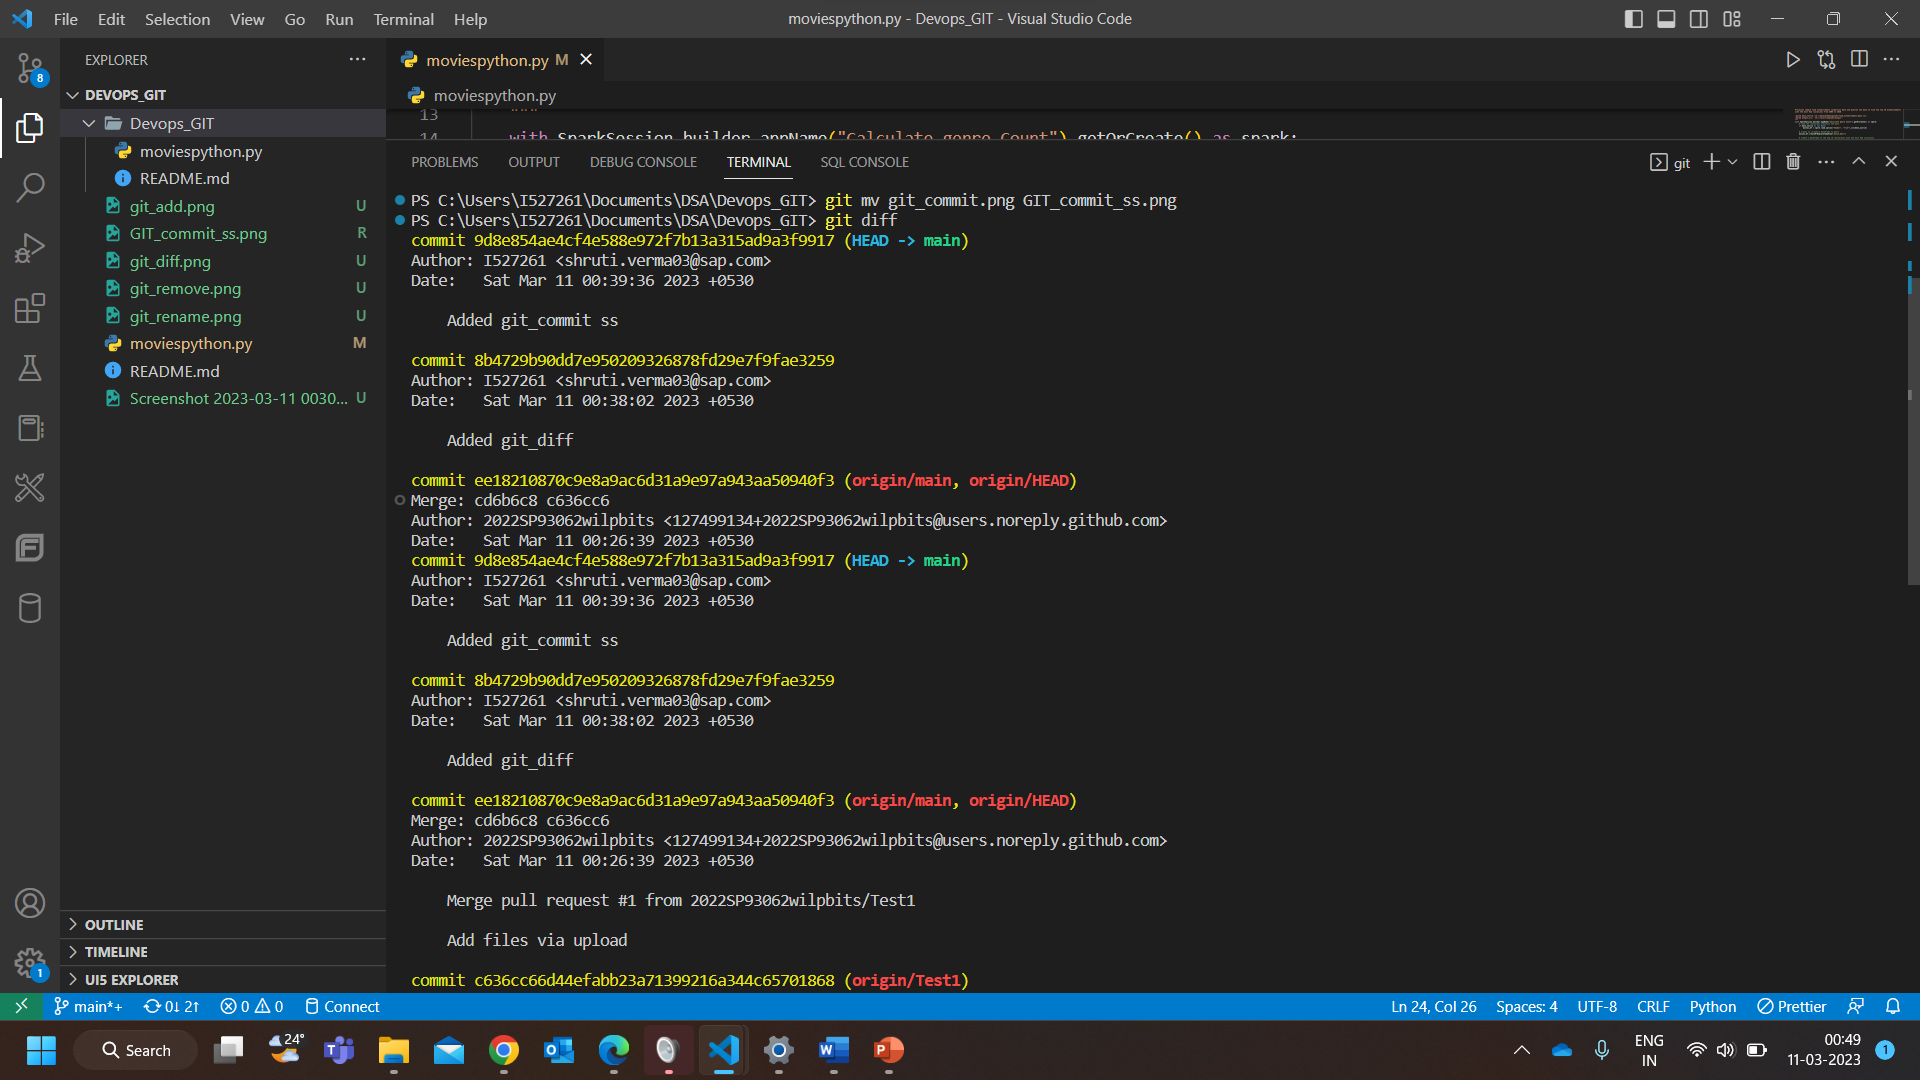 File Edit Selection View Go Run Terminal Help
moviespython.py - Devops_GIT - Visual Studio Code
8
EXPLORER
DEVOPS_GIT
Devops_GIT
moviespython.py
README.md
git_add.png U
GIT_commit_ss.png R
git_diff.png U
git_remove.png U
git_rename.png U
moviespython.py M
README.md
Screenshot 2023-03-11 0030... U
OUTLINE
TIMELINE
UI5 EXPLORER
1
moviespython.py M
moviespython.py
13 """
14 with SparkSession.builder.appName("Calculate genre Count").getOrCreate() as spark:
PROBLEMS OUTPUT DEBUG CONSOLE TERMINAL SQL CONSOLE
git
PS C:\Users\I527261\Documents\DSA\Devops_GIT> git mv git_commit.png GIT_commit_ss.png
PS C:\Users\I527261\Documents\DSA\Devops_GIT> git diff
commit 9d8e854ae4cf4e588e972f7b13a315ad9a3f9917 (HEAD -> main)
Author: I527261 <shruti.verma03@sap.com>
Date:   Sat Mar 11 00:39:36 2023 +0530
Added git_commit ss
commit 8b4729b90dd7e950209326878fd29e7f9fae3259
Author: I527261 <shruti.verma03@sap.com>
Date:   Sat Mar 11 00:38:02 2023 +0530
Added git_diff
commit ee18210870c9e8a9ac6d31a9e97a943aa50940f3 (origin/main, origin/HEAD)
Merge: cd6b6c8 c636cc6
Author: 2022SP93062wilpbits <127499134+2022SP93062wilpbits@users.noreply.github.com>
Date:   Sat Mar 11 00:26:39 2023 +0530
commit 9d8e854ae4cf4e588e972f7b13a315ad9a3f9917 (HEAD -> main)
Author: I527261 <shruti.verma03@sap.com>
Date:   Sat Mar 11 00:39:36 2023 +0530
Added git_commit ss
commit 8b4729b90dd7e950209326878fd29e7f9fae3259
Author: I527261 <shruti.verma03@sap.com>
Date:   Sat Mar 11 00:38:02 2023 +0530
Added git_diff
commit ee18210870c9e8a9ac6d31a9e97a943aa50940f3 (origin/main, origin/HEAD)
Merge: cd6b6c8 c636cc6
Author: 2022SP93062wilpbits <127499134+2022SP93062wilpbits@users.noreply.github.com>
Date:   Sat Mar 11 00:26:39 2023 +0530
Merge pull request #1 from 2022SP93062wilpbits/Test1
Add files via upload
commit c636cc66d44efabb23a71399216a344c65701868 (origin/Test1)
main*+ 0↓ 2↑ 0 0 Connect
Ln 24, Col 26 Spaces: 4 UTF-8 CRLF Python Prettier
Search
24°
ENG
IN
00:49
11-03-2023
1